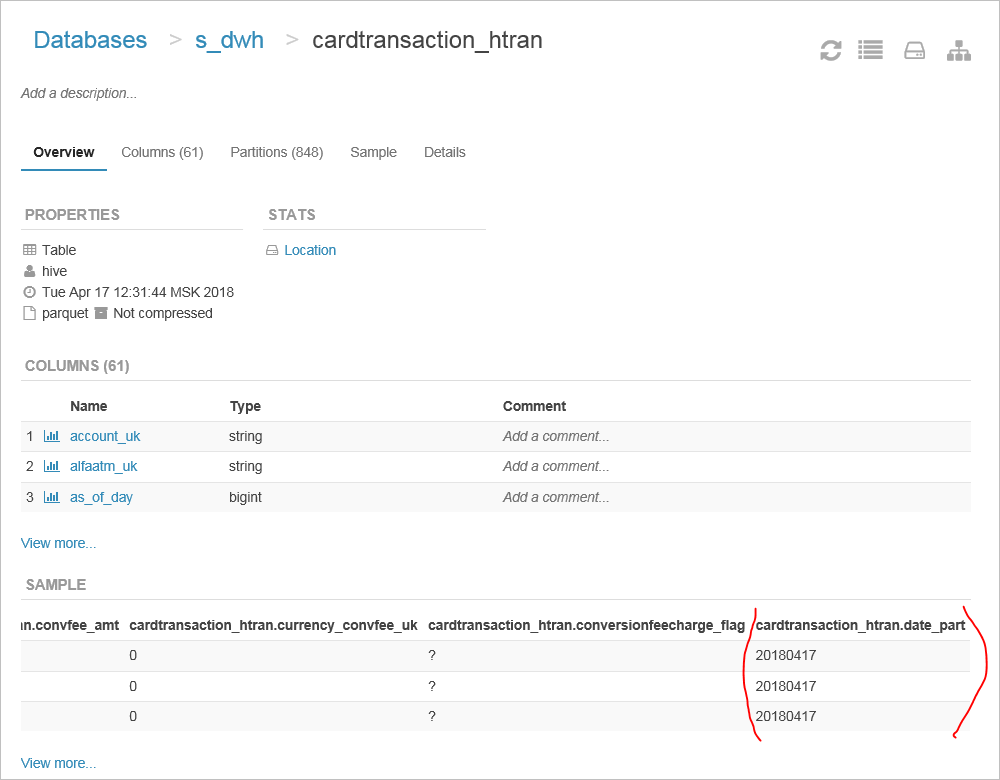 Databases > s_dwh > cardtransaction_htran
Add a description...
Overview Columns (61) Partitions (848) Sample Details
PROPERTIES STATS
Table Location
hive
Tue Apr 17 12:31:44 MSK 2018
parquet Not compressed
COLUMNS (61)
Name Type Comment
1 account_uk string Add a comment...
2 alfaatm_uk string Add a comment...
3 as_of_day bigint Add a comment...
View more...
SAMPLE
n.convfee_amt cardtransaction_htran.currency_convfee_uk cardtransaction_htran.conversionfeecharge_flag cardtransaction_htran.date_part
0 ? 20180417
0 ? 20180417
0 ? 20180417
View more...